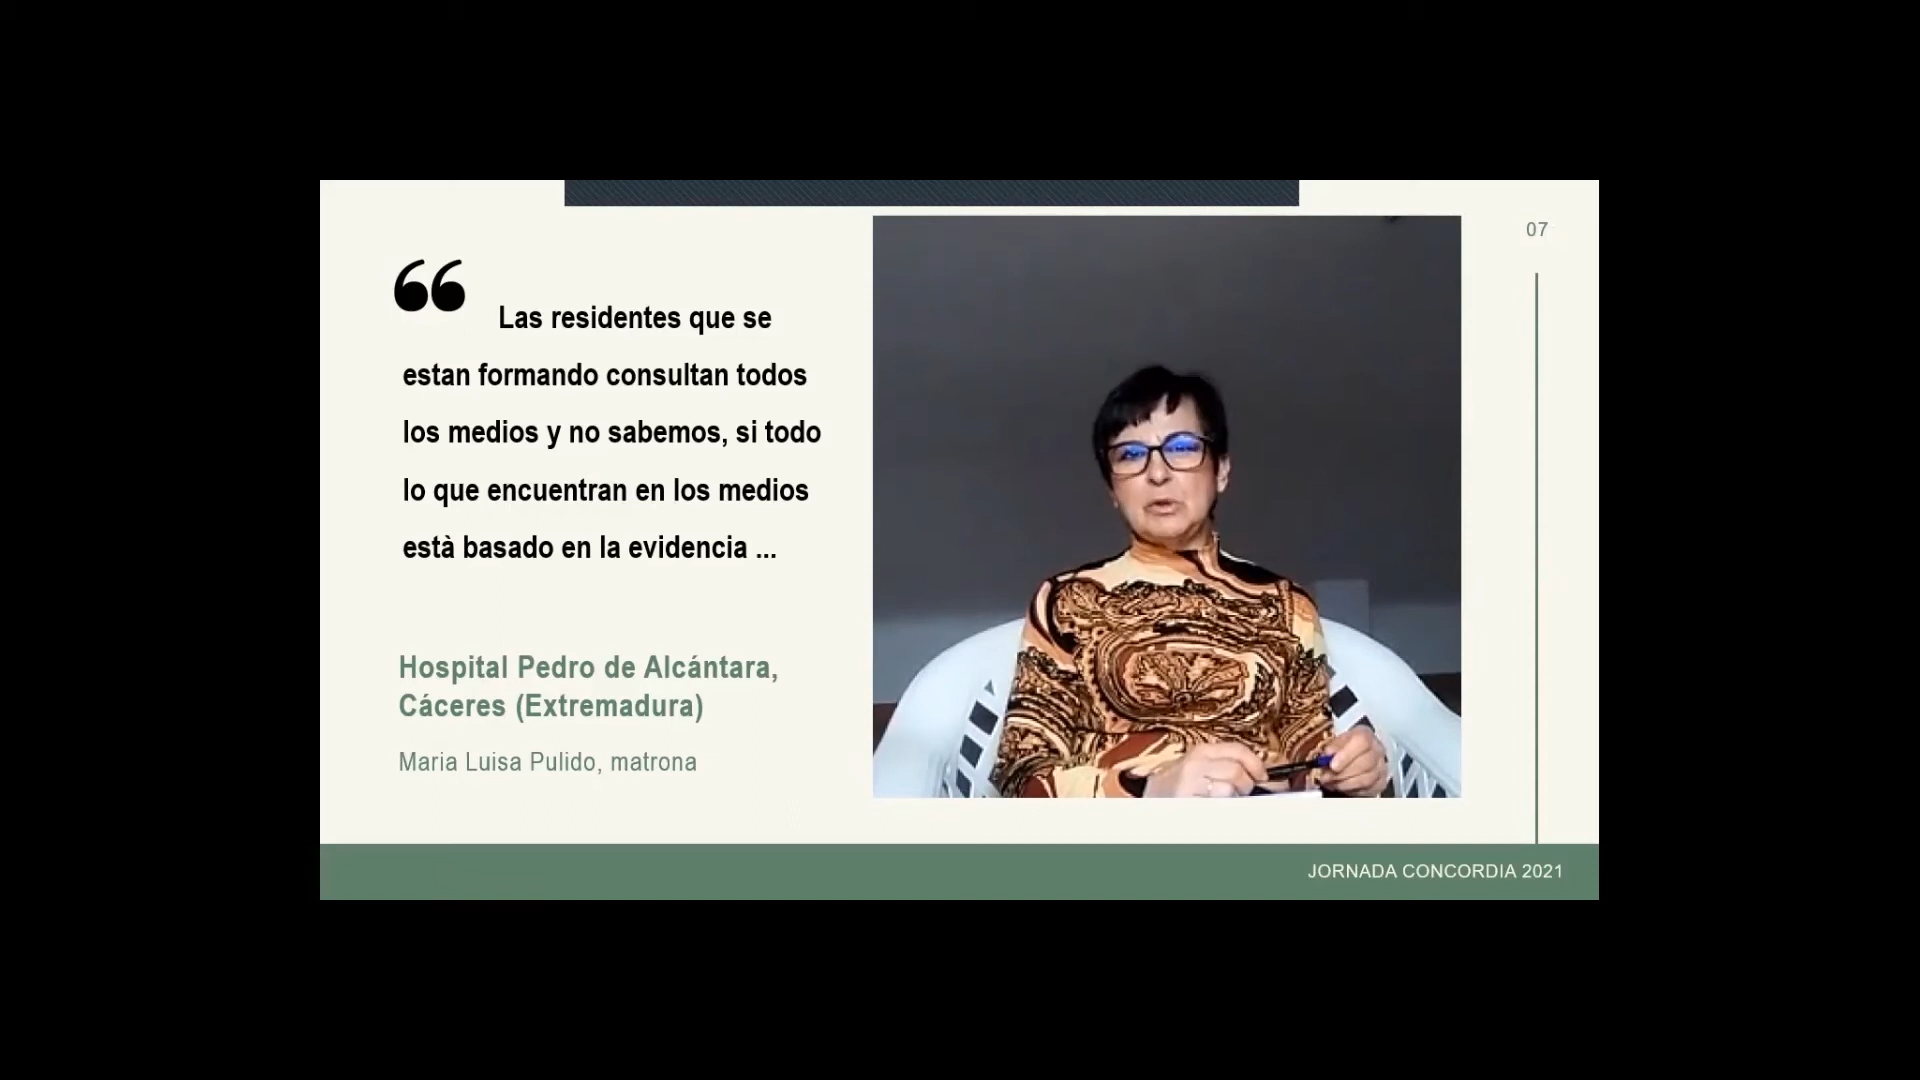 07
“ Las residentes que se
estan formando consultan todos
los medios y no sabemos, si todo
lo que encuentran en los medios
està basado en la evidencia ...
Hospital Pedro de Alcántara,
Cáceres (Extremadura)
Maria Luisa Pulido, matrona
JORNADA CONCORDIA 2021